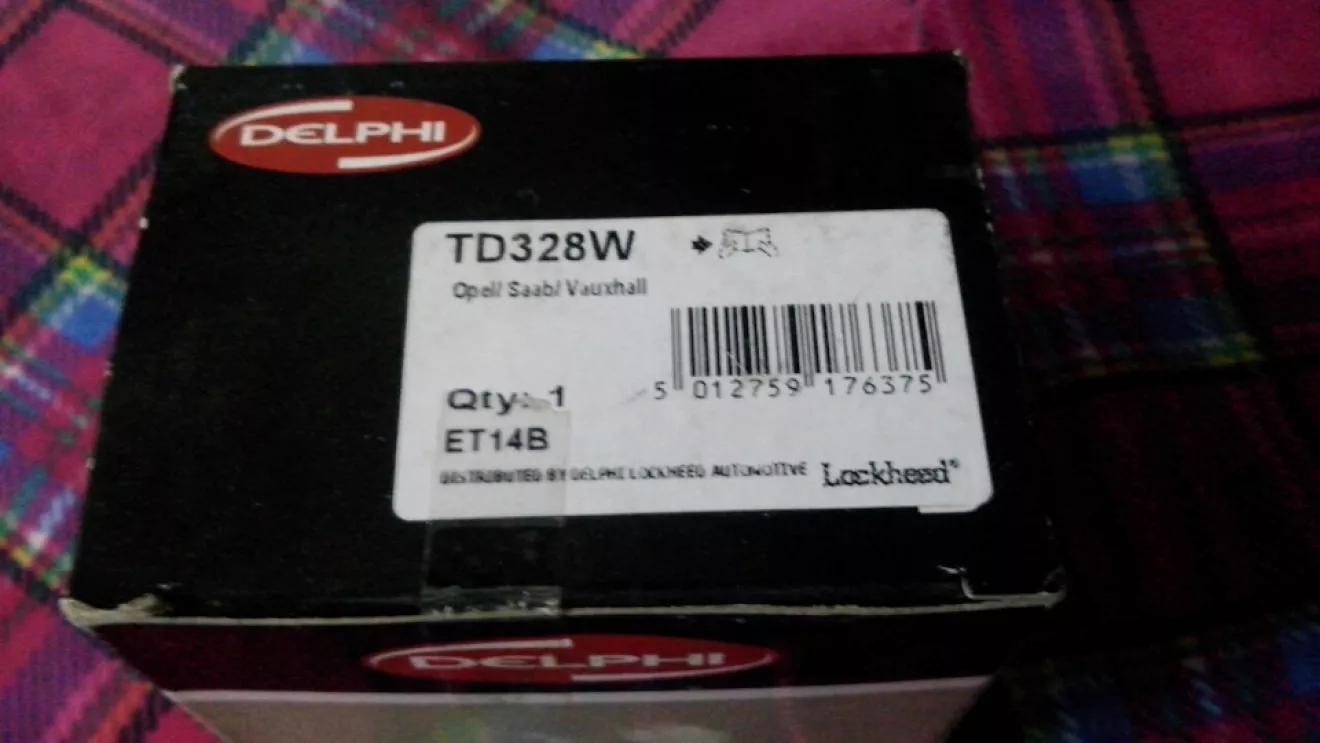 DELPHI
TD328W
Opel/ Saab/ Vauxhall
5 012759 176375
Qty: 1
ET14B
DISTRIBUTED BY DELPHI LOCKHEED AUTOMOTIVE Lockheed®
DELPHI